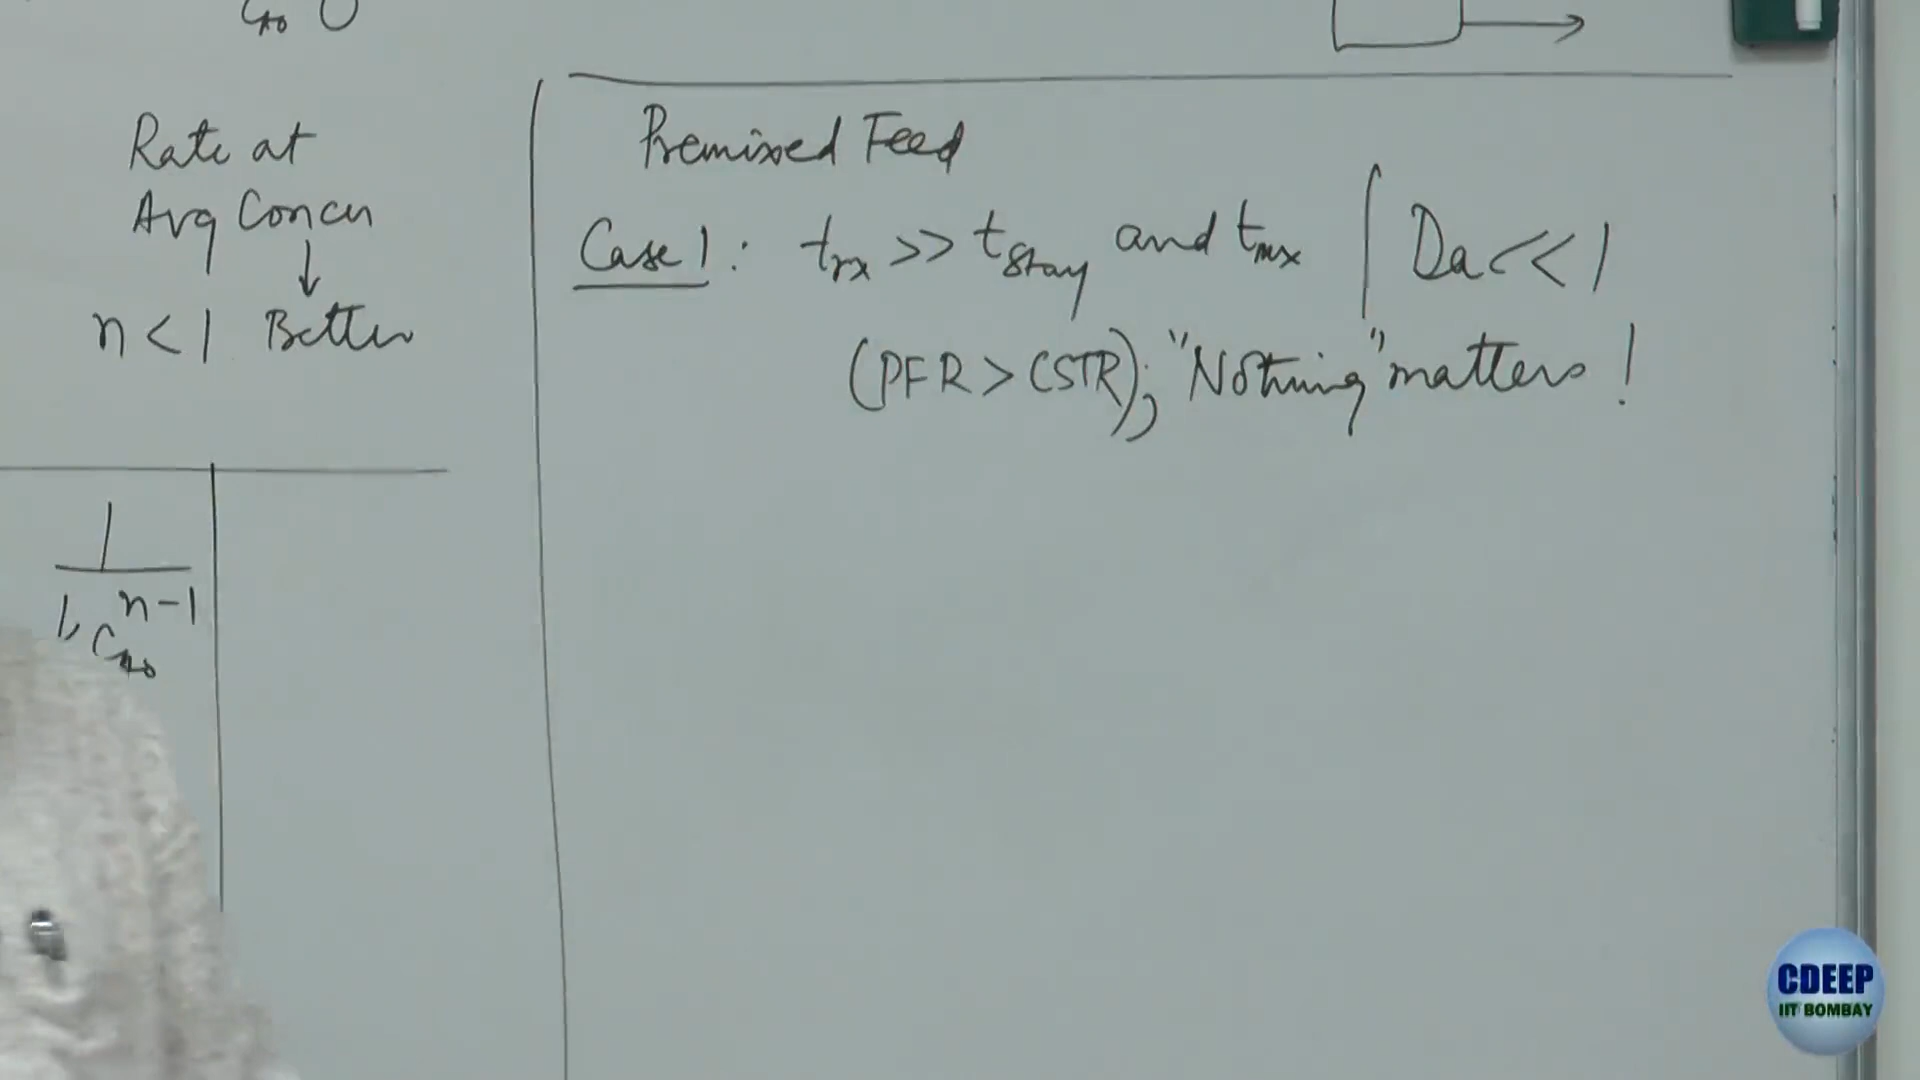 C_A0
Rate at
Avg Concn
↓
n < 1 Better
1
k C_A0^n-1
Premixed Feed
Case 1 : t_rx >> t_stay and t_mx | Da << 1
(PFR > CSTR); "Nothing" matters !
CDEEP
IIT BOMBAY